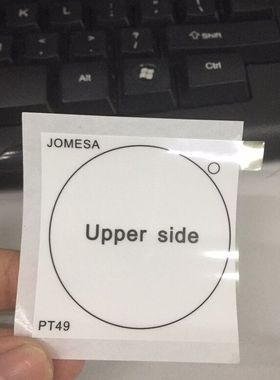 Shift
Alt
Ctrl
JOMESA
Upper side
PT49